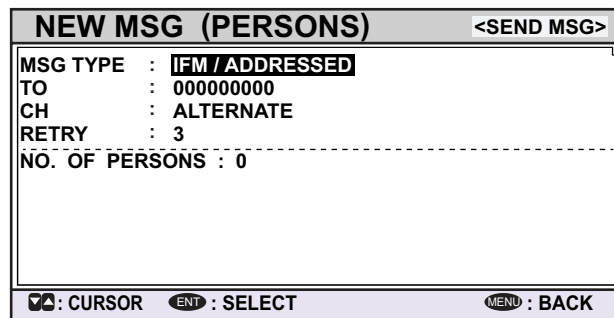 NEW MSG (PERSONS) <SEND MSG>
MSG TYPE : IFM / ADDRESSED
TO : 000000000
CH : ALTERNATE
RETRY : 3
NO. OF PERSONS : 0
▼▲: CURSOR ENT : SELECT MENU : BACK